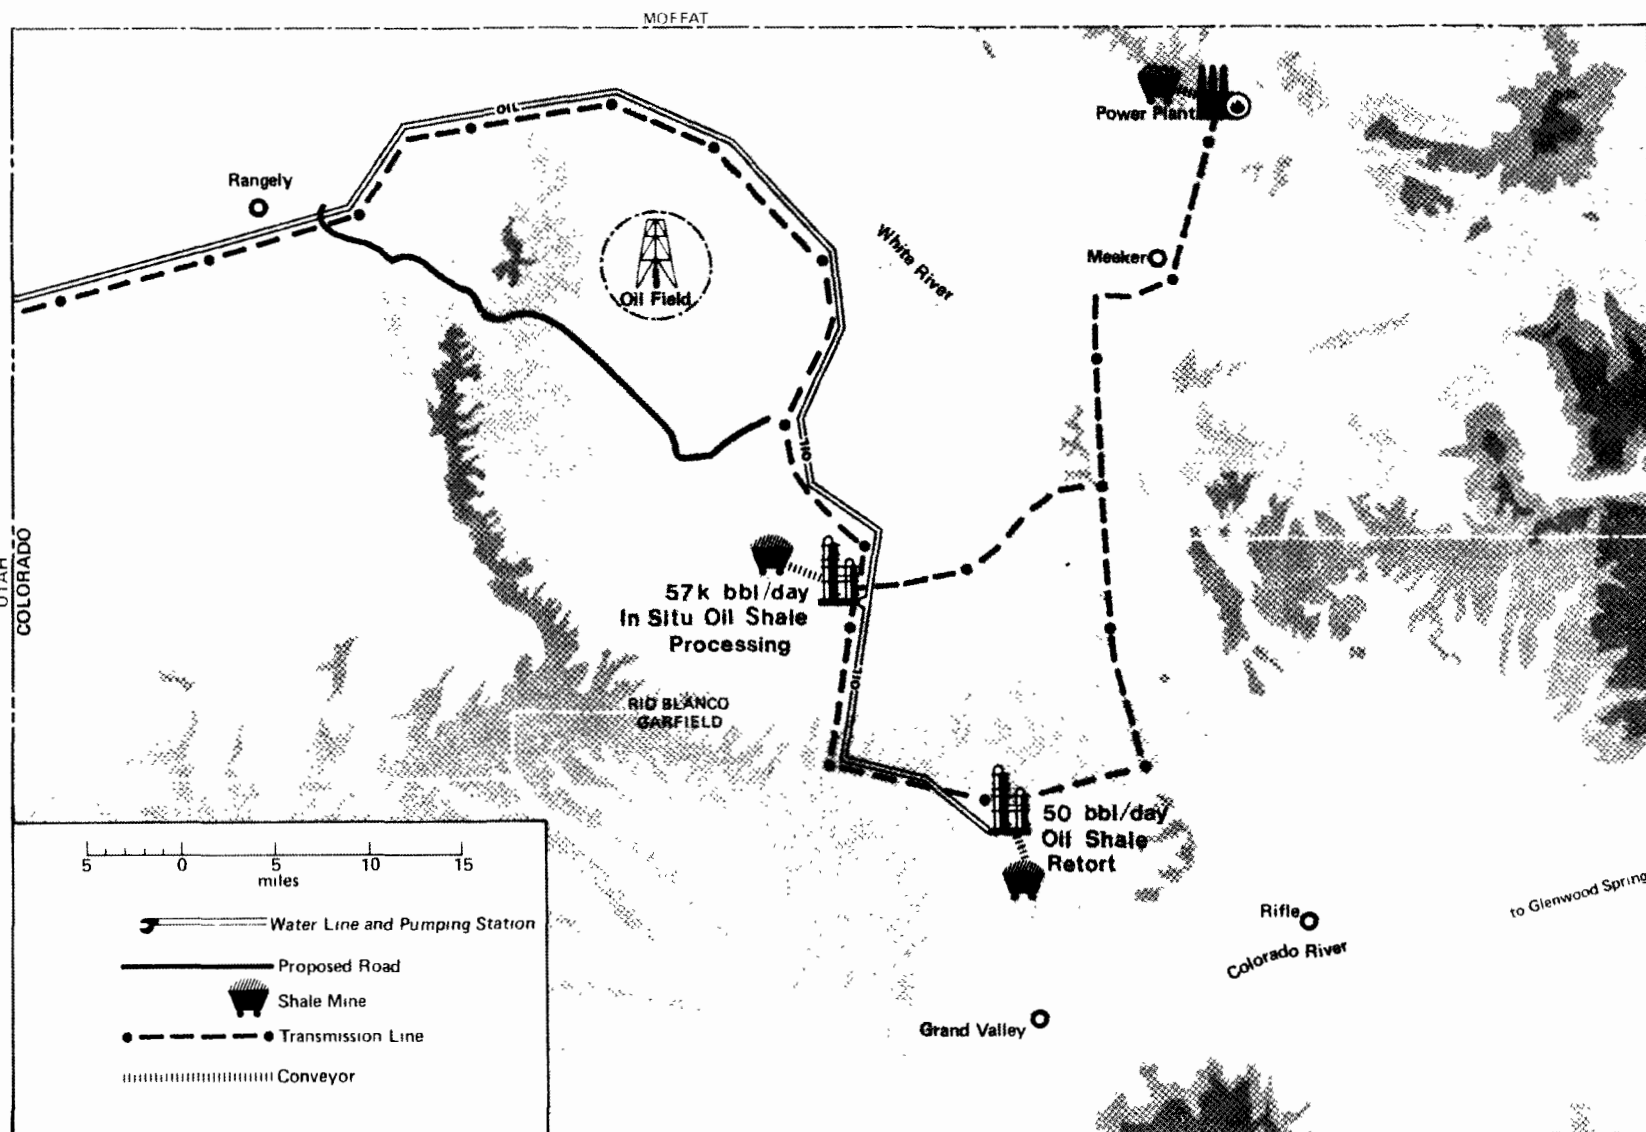 MOFFAT
OIL
Power Plant
Rangely
White River
Meeker
Oil Field
OIL
UTAH
COLORADO
57k bbl/day
In Situ Oil Shale
Processing
OIL
RIO BLANCO
GARFIELD
50 bbl/day
Oil Shale
Retort
5 0 5 10 15
miles
Water Line and Pumping Station
Proposed Road
Shale Mine
Transmission Line
Conveyor
Rifle
Colorado River
to Glenwood Spring
Grand Valley